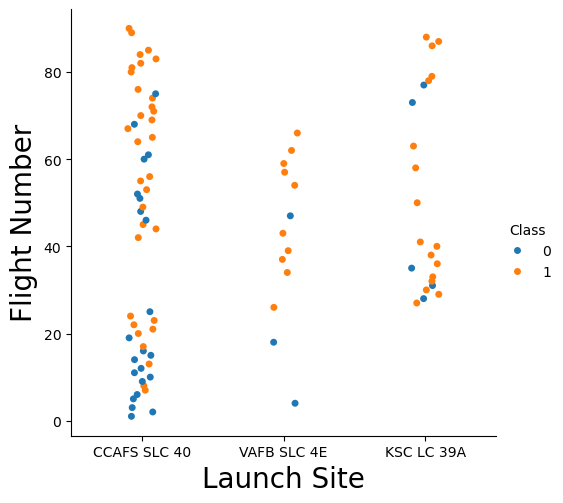 80
60
40
20
0
Flight Number
CCAFS SLC 40 VAFB SLC 4E KSC LC 39A
Launch Site
Class
0
1